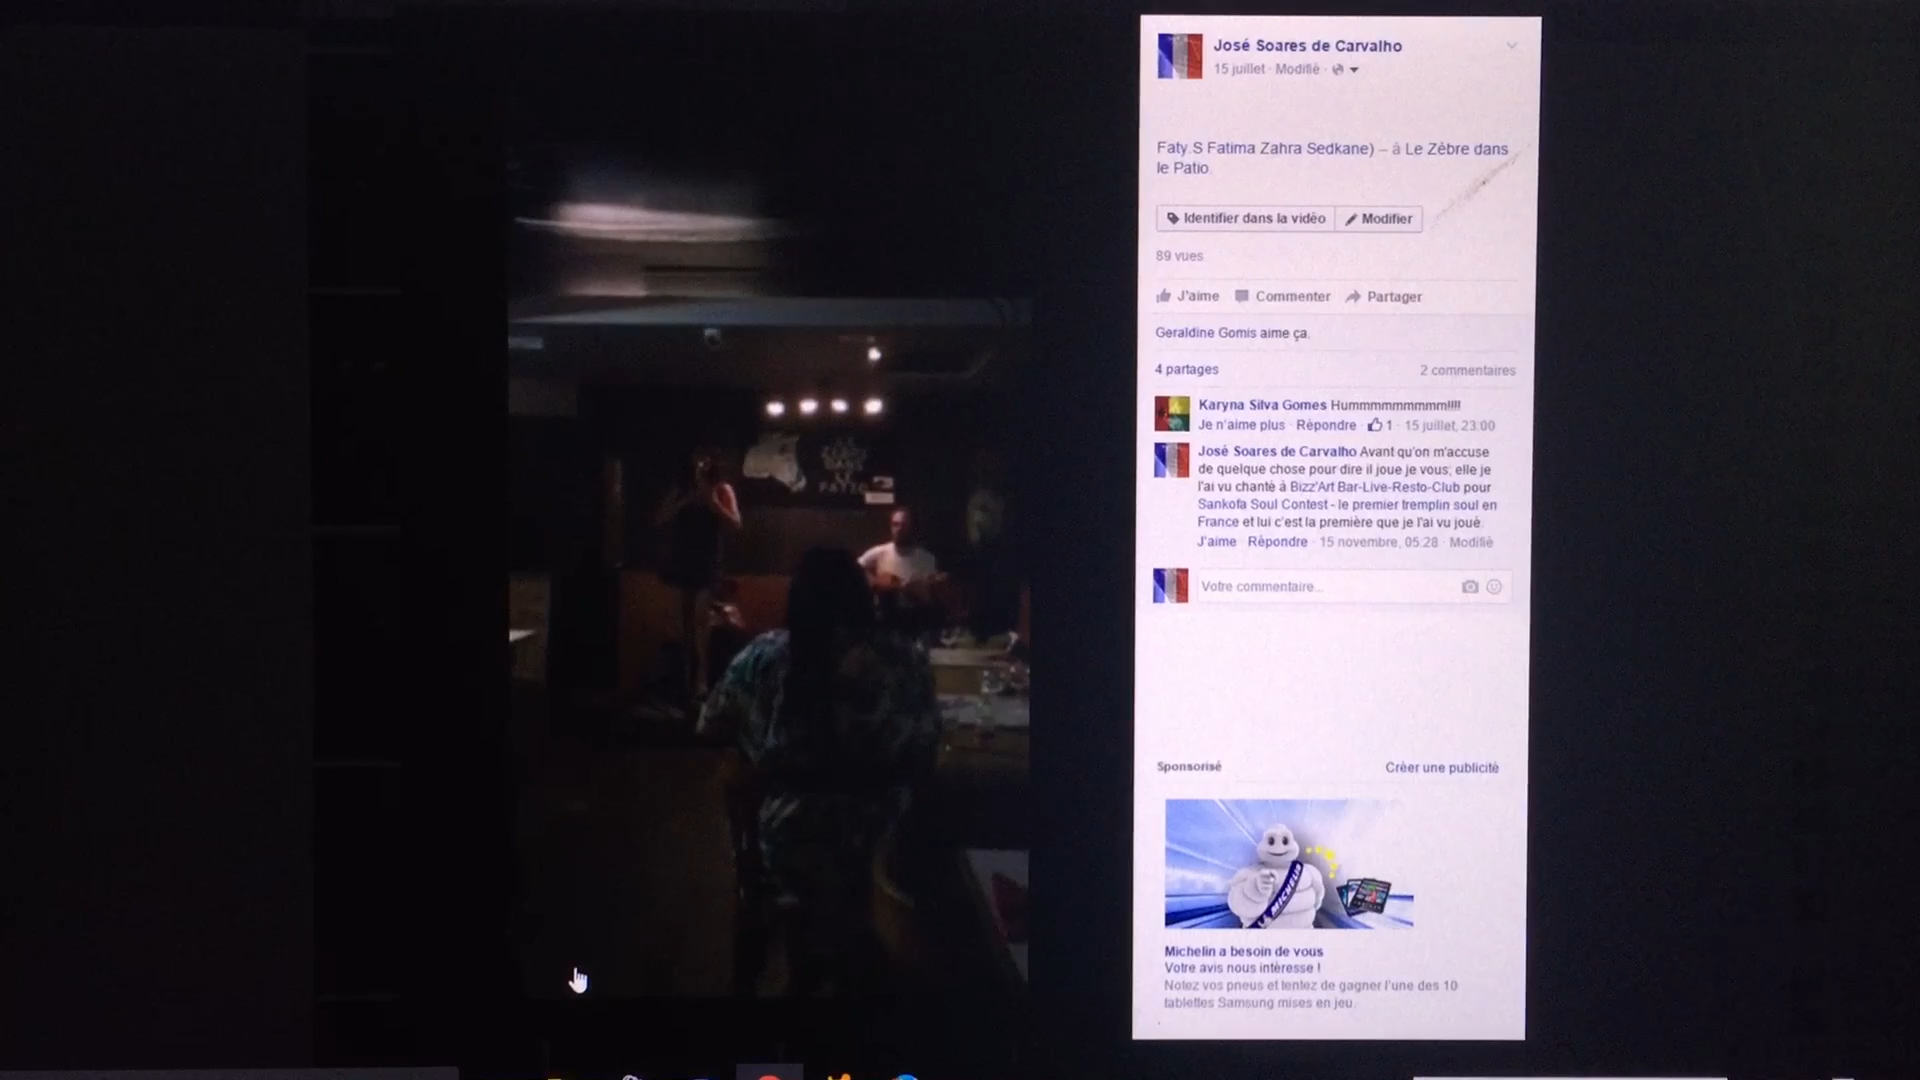 José Soares de Carvalho
15 juillet · Modifié ·
Faty.S Fatima Zahra Sedkane) – à Le Zèbre dans
le Patio.
Identifier dans la vidéo
Modifier
89 vues
J'aime Commenter Partager
Geraldine Gomis aime ça.
4 partages
2 commentaires
Karyna Silva Gomes Hummmmmmmmm!!!!
Je n'aime plus · Répondre · 1 · 15 juillet, 23:00
José Soares de Carvalho Avant qu'on m'accuse
de quelque chose pour dire il joue je vous; elle je
l'ai vu chanté à Bizz'Art Bar-Live-Resto-Club pour
Sankofa Soul Contest - le premier tremplin soul en
France et lui c'est la première que je l'ai vu joué.
J'aime · Répondre · 15 novembre, 05:28 · Modifié
Votre commentaire...
Sponsorisé
Créer une publicité
MICHELIN
Michelin a besoin de vous
Votre avis nous intéresse !
Notez vos pneus et tentez de gagner l'une des 10
tablettes Samsung mises en jeu.